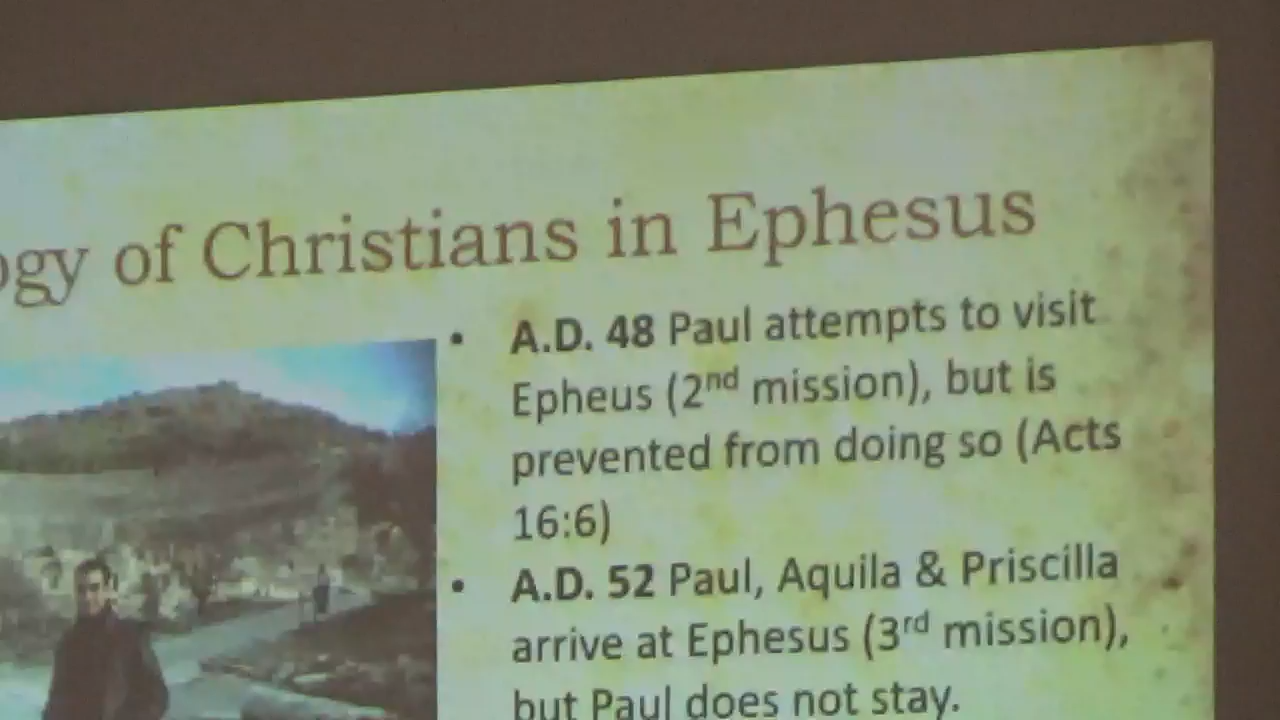 ogy of Christians in Ephesus
• A.D. 48 Paul attempts to visit
Epheus (2nd mission), but is
prevented from doing so (Acts
16:6)
• A.D. 52 Paul, Aquila & Priscilla
arrive at Ephesus (3rd mission),
but Paul does not stay.